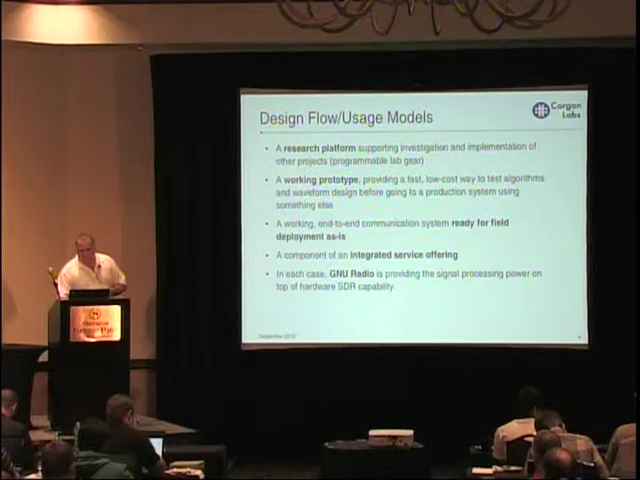 Design Flow/Usage Models
Corgan
Labs
• A research platform supporting investigation and implementation of
other projects (programmable lab gear)
• A working prototype, providing a fast, low-cost way to test algorithms
and waveform design before going to a production system using
something else
• A working, end-to-end communication system ready for field
deployment as-is
• A component of an integrated service offering
• In each case, GNU Radio is providing the signal processing power on
top of hardware SDR capability
Sheraton